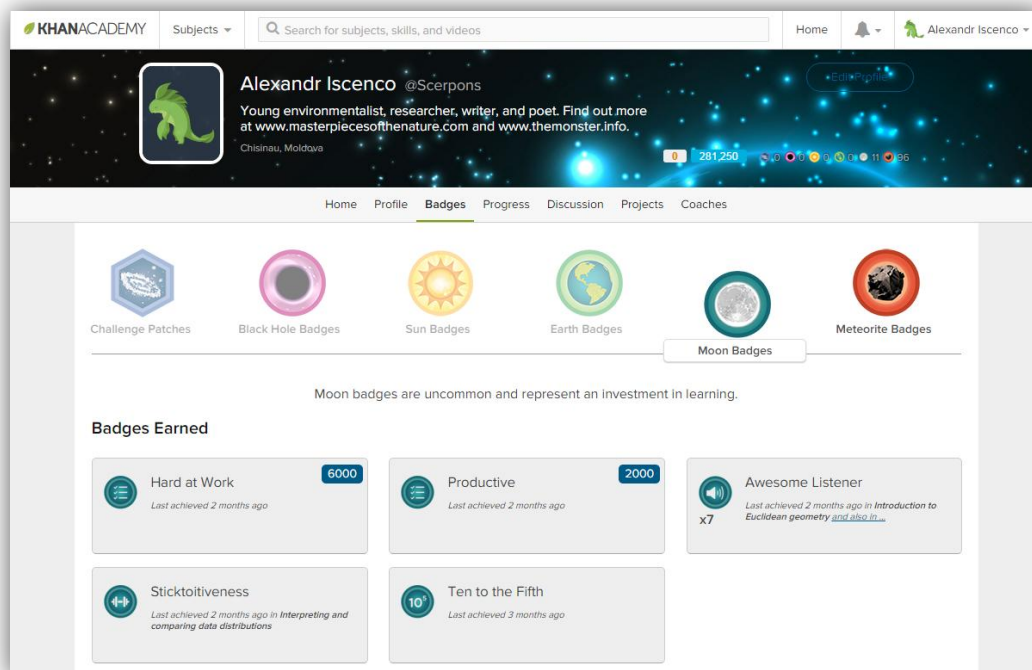 KHANACADEMY Subjects Search for subjects, skills, and videos Home Alexandr Iscenco
Alexandr Iscenco @Scerpons Edit Profile
Young environmentalist, researcher, writer, and poet. Find out more
at www.masterpiecesofthenature.com and www.themonster.info.
Chisinau, Moldova
0 281,250 0 0 0 0 11 96
Home Profile Badges Progress Discussion Projects Coaches
Challenge Patches Black Hole Badges Sun Badges Earth Badges Meteorite Badges
Moon Badges
Moon badges are uncommon and represent an investment in learning.
Badges Earned
Hard at Work 6000
Last achieved 2 months ago
Productive 2000
Last achieved 2 months ago
Awesome Listener
x7
Last achieved 2 months ago in Introduction to
Euclidean geometry and also in ...
Sticktoitiveness
Last achieved 2 months ago in Interpreting and
comparing data distributions
10⁵
Ten to the Fifth
Last achieved 3 months ago